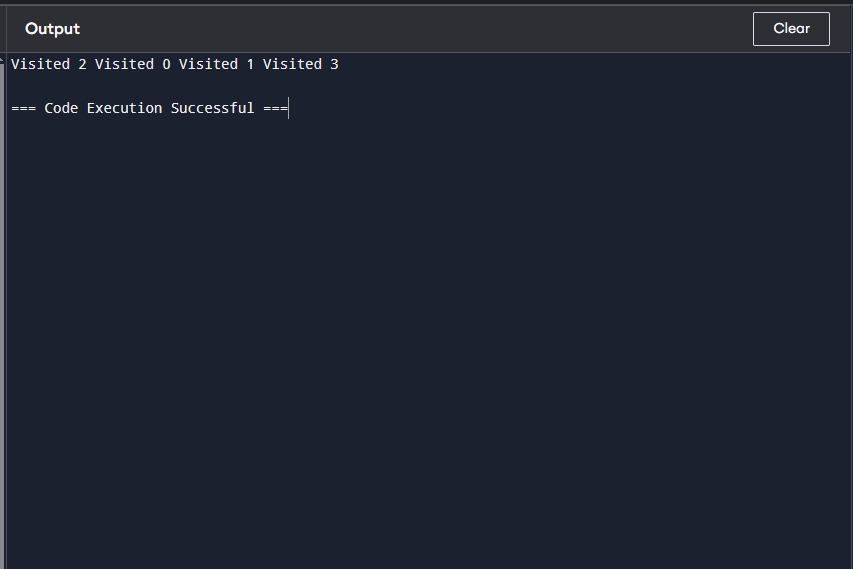 Output
Clear
Visited 2 Visited 0 Visited 1 Visited 3
=== Code Execution Successful ===